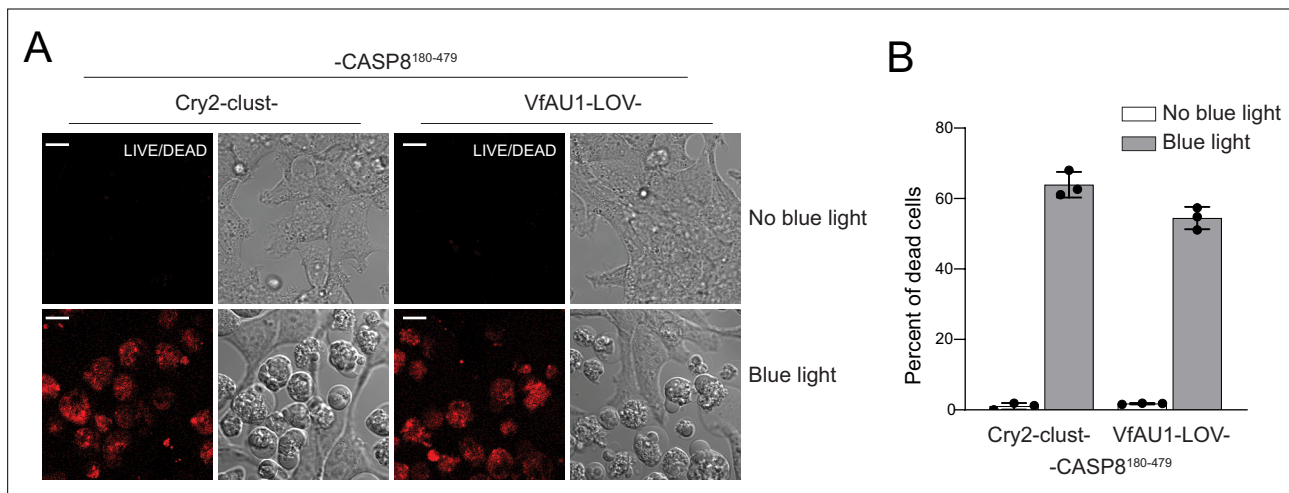 A
-CASP8¹⁸⁰⁻⁴⁷⁹
Cry2-clust-
VfAU1-LOV-
LIVE/DEAD
LIVE/DEAD
No blue light
Blue light
B
No blue light
Blue light
Percent of dead cells
80
60
40
20
0
Cry2-clust-
VfAU1-LOV-
-CASP8¹⁸⁰⁻⁴⁷⁹